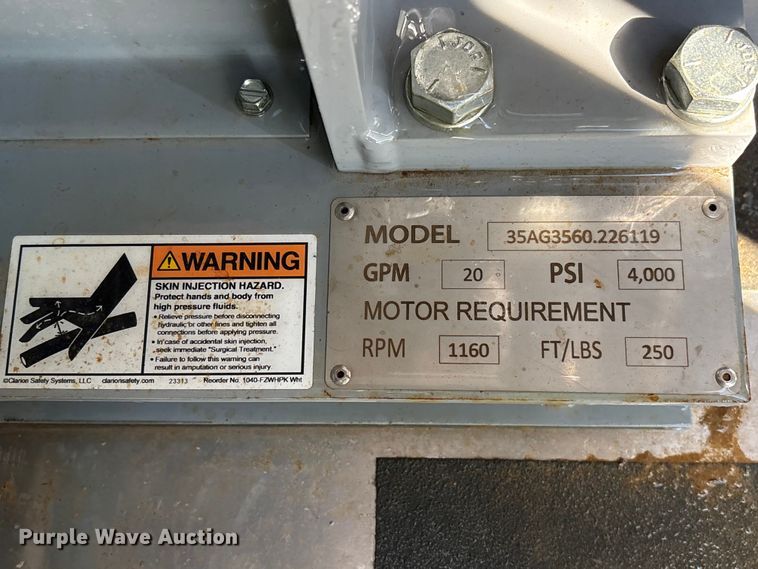 JDF
JDF
WARNING
SKIN INJECTION HAZARD.
Protect hands and body from
high pressure fluids.
• Relieve pressure before disconnecting
hydraulic or other lines and tighten all
connections before applying pressure.
• In case of accidental skin injection,
seek immediate "Surgical Treatment."
• Failure to follow this warning can
result in amputation or serious injury
©Clarion Safety Systems, LLC clarionsafety.com 23313 Reorder No. 1040-FZWHPK Wht
MODEL 35AG3560.226119
GPM 20 PSI 4,000
MOTOR REQUIREMENT
RPM 1160 FT/LBS 250
Purple Wave Auction